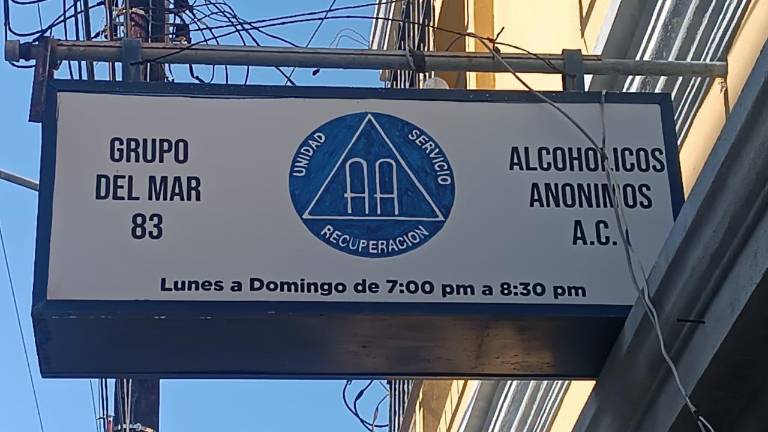 GRUPO
DEL MAR
83
UNIDAD
SERVICIO
AA
RECUPERACION
ALCOHOLICOS
ANONIMOS
A.C.
Lunes a Domingo de 7:00 pm a 8:30 pm